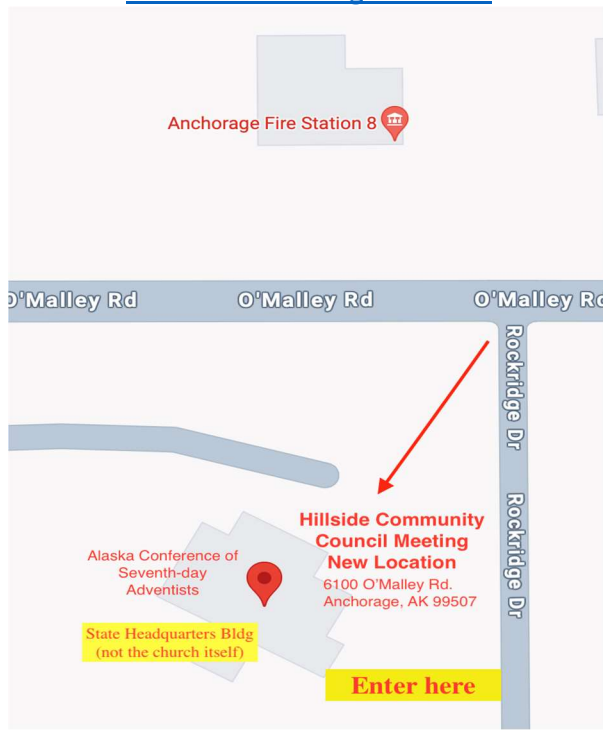 Anchorage Fire Station 8
O'Malley Rd
O'Malley Rd
O'Malley Rd
Rockridge Dr
Rockridge Dr
Hillside Community
Council Meeting
New Location
6100 O'Malley Rd.
Anchorage, AK 99507
Alaska Conference of
Seventh-day
Adventists
State Headquarters Bldg
(not the church itself)
Enter here